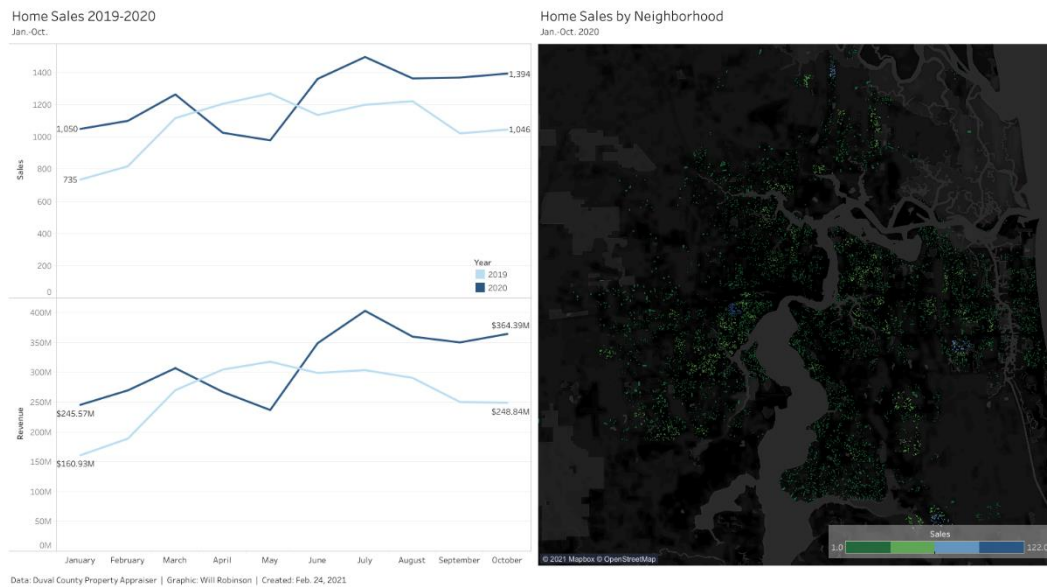 Home Sales 2019-2020
Jan.-Oct.
1400
1200
1000
800
600
400
200
0
Sales
1,050
735
1,394
1,046
Year
2019
2020
400M
350M
300M
250M
200M
150M
100M
50M
0M
Revenue
$245.57M
$160.93M
$364.39M
$248.84M
January February March April May June July August September October
Home Sales by Neighborhood
Jan.-Oct. 2020
Sales
1.0 122.0
© 2021 Mapbox © OpenStreetMap
Data: Duval County Property Appraiser | Graphic: Will Robinson | Created: Feb. 24, 2021